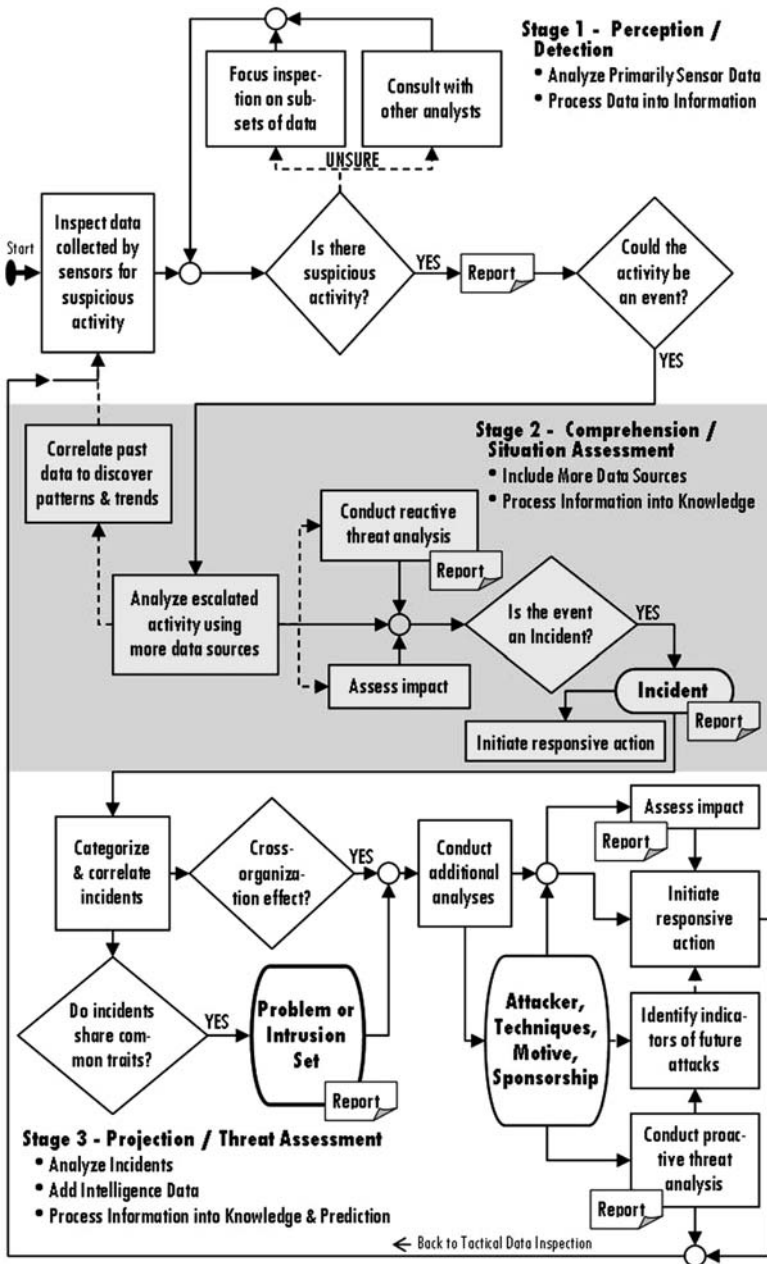 Stage 1 - Perception /
Detection
• Analyze Primarily Sensor Data
• Process Data into Information
Focus inspec-
tion on sub-
sets of data
Consult with
other analysts
UNSURE
Start
Inspect data
collected by
sensors for
suspicious
activity
Is there
suspicious
activity?
YES
Report
Could the
activity be
an event?
YES
Stage 2 - Comprehension /
Situation Assessment
• Include More Data Sources
• Process Information into Knowledge
Correlate past
data to discover
patterns & trends
Conduct reactive
threat analysis
Report
Analyze escalated
activity using
more data sources
Is the event
an Incident?
YES
Assess impact
Incident
Report
Initiate responsive action
Categorize
& correlate
incidents
Cross-
organiza-
tion effect?
YES
Conduct
additional
analyses
Assess impact
Report
Initiate
responsive
action
Do incidents
share com-
mon traits?
YES
Problem or
Intrusion
Set
Report
Attacker,
Techniques,
Motive,
Sponsorship
Identify indica-
tors of future
attacks
Conduct proac-
tive threat
analysis
Report
Stage 3 - Projection / Threat Assessment
• Analyze Incidents
• Add Intelligence Data
• Process Information into Knowledge & Prediction
← Back to Tactical Data Inspection